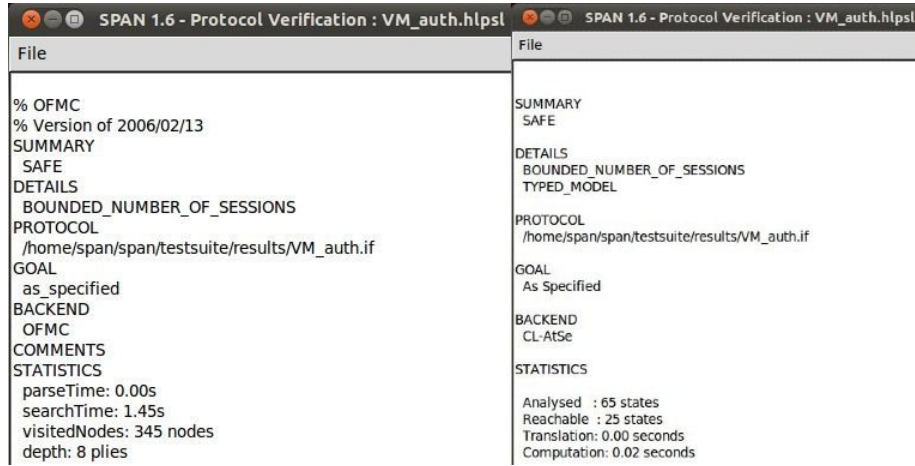 SPAN 1.6 - Protocol Verification : VM_auth.hlpsl
File
% OFMC
% Version of 2006/02/13
SUMMARY
SAFE
DETAILS
BOUNDED_NUMBER_OF_SESSIONS
PROTOCOL
/home/span/span/testsuite/results/VM_auth.if
GOAL
as_specified
BACKEND
OFMC
COMMENTS
STATISTICS
parseTime: 0.00s
searchTime: 1.45s
visitedNodes: 345 nodes
depth: 8 plies
SPAN 1.6 - Protocol Verification : VM_auth.hlpsl
File
SUMMARY
SAFE
DETAILS
BOUNDED_NUMBER_OF_SESSIONS
TYPED_MODEL
PROTOCOL
/home/span/span/testsuite/results/VM_auth.if
GOAL
As Specified
BACKEND
CL-AtSe
STATISTICS
Analysed : 65 states
Reachable : 25 states
Translation: 0.00 seconds
Computation: 0.02 seconds